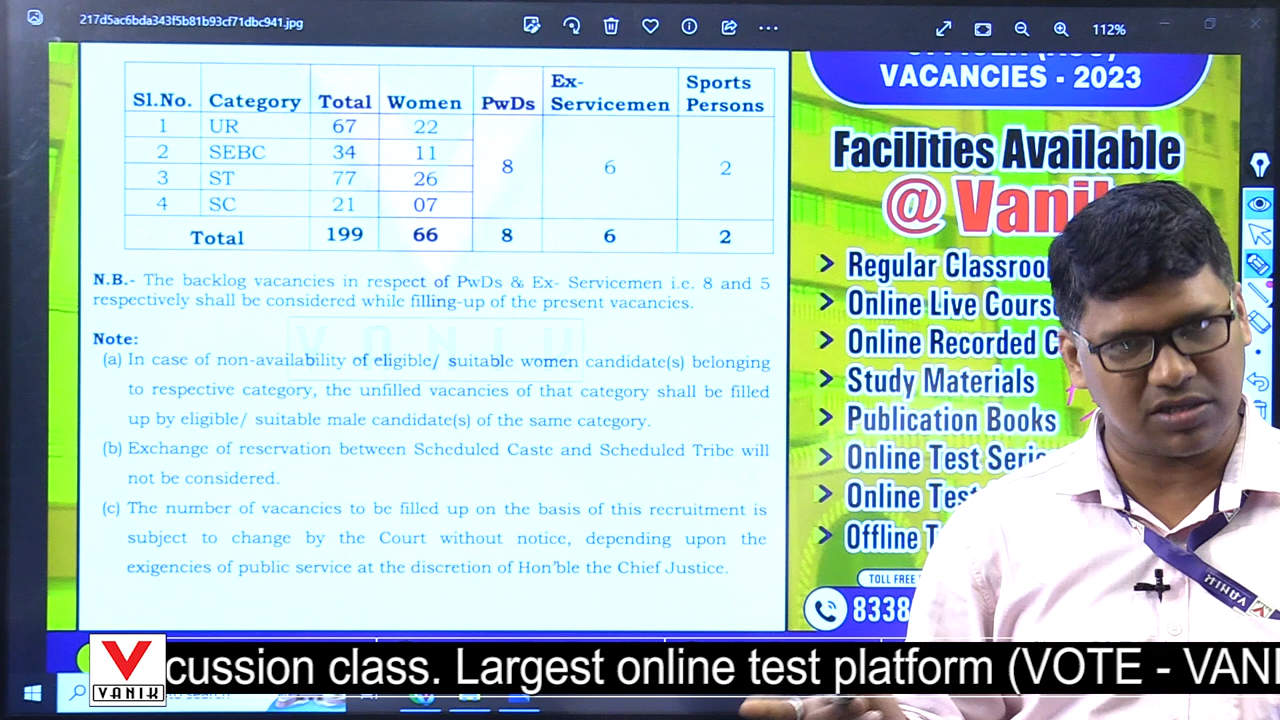 217d5ac6bda343f5b81b93cf71dbc941.jpg
112%
Sl.No. Category Total Women PwDs Ex-Servicemen Sports Persons
1 UR 67 22
2 SEBC 34 11 8 6 2
3 ST 77 26
4 SC 21 07
Total 199 66 8 6 2
N.B.- The backlog vacancies in respect of PwDs & Ex- Servicemen i.e. 8 and 5
respectively shall be considered while filling-up of the present vacancies.
VANIK
Note:
(a) In case of non-availability of eligible/ suitable women candidate(s) belonging
to respective category, the unfilled vacancies of that category shall be filled
up by eligible/ suitable male candidate(s) of the same category.
(b) Exchange of reservation between Scheduled Caste and Scheduled Tribe will
not be considered.
(c) The number of vacancies to be filled up on the basis of this recruitment is
subject to change by the Court without notice, depending upon the
exigencies of public service at the discretion of Hon'ble the Chief Justice.
VACANCIES - 2023
Facilities Available
@ Vanik
Regular Classroo
Online Live Course
Online Recorded C
Study Materials
Publication Books
Online Test Serie
Online Tes
Offline T
TOLL FREE
8338
VANIK
VANIK
cussion class. Largest online test platform (VOTE - VANI
to search